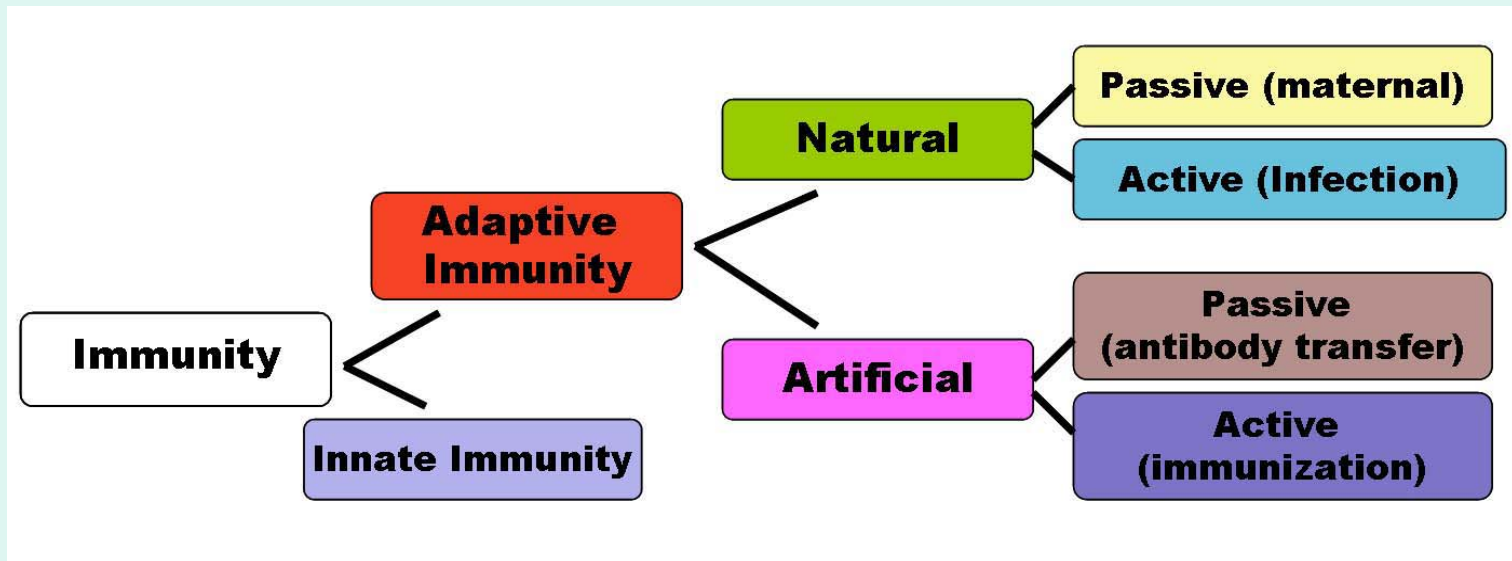 Immunity
Adaptive
Immunity
Innate Immunity
Natural
Artificial
Passive (maternal)
Active (Infection)
Passive
(antibody transfer)
Active
(immunization)